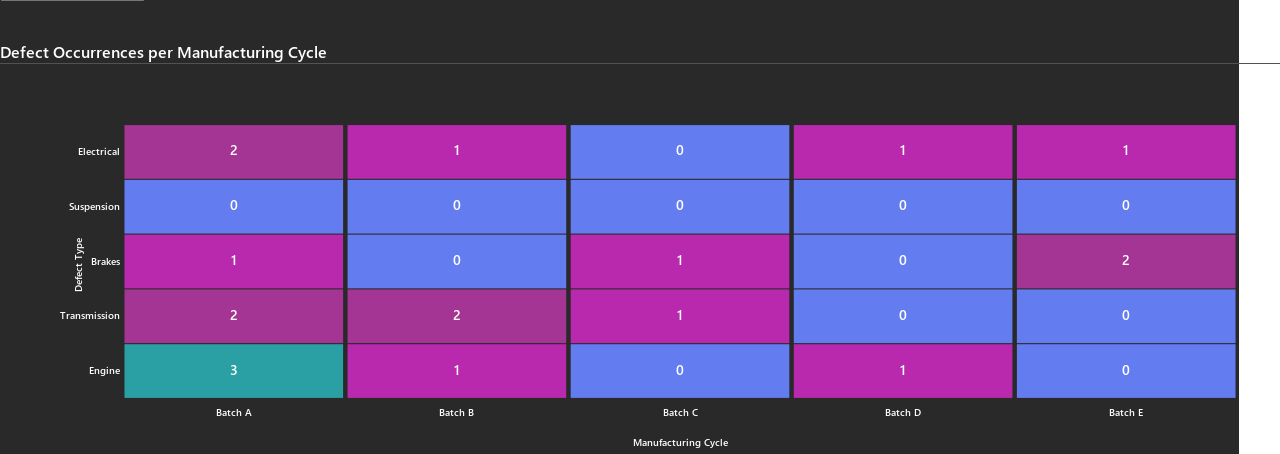 Defect Occurrences per Manufacturing Cycle
Electrical 2 1 0 1 1
Suspension 0 0 0 0 0
Defect Type
Brakes 1 0 1 0 2
Transmission 2 2 1 0 0
Engine 3 1 0 1 0
Batch A Batch B Batch C Batch D Batch E
Manufacturing Cycle